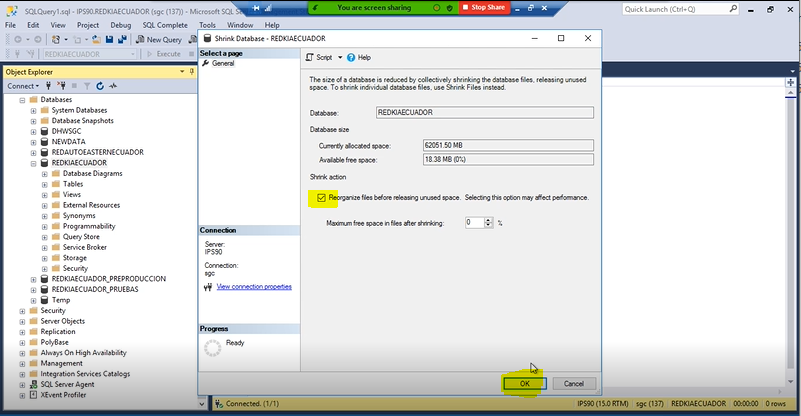 SQLQuery1.sql - IPS90.REDKIAECUADOR (sgc (137)) - Microsoft SQL Server
You are screen sharing
Stop Share
Quick Launch (Ctrl+Q)
File Edit View Project Debug SQL Complete Tools Window Help
New Query
REDKIAECUADOR
Execute
Object Explorer
Connect
Databases
System Databases
Database Snapshots
DHWSGC
NEWDATA
REDAUTOEASTERNECUADOR
REDKIAECUADOR
Database Diagrams
Tables
Views
External Resources
Synonyms
Programmability
Query Store
Service Broker
Storage
Security
REDKIAECUADOR_PREPRODUCCION
REDKIAECUADOR_PRUEBAS
Temp
Security
Server Objects
Replication
PolyBase
Always On High Availability
Management
Integration Services Catalogs
SQL Server Agent
XEvent Profiler
Shrink Database - REDKIAECUADOR
Select a page
General
Script
Help
The size of a database is reduced by collectively shrinking the database files, releasing unused
space. To shrink individual database files, use Shrink Files instead.
Database: REDKIAECUADOR
Database size
Currently allocated space: 62051.50 MB
Available free space: 18.38 MB (0%)
Shrink action
Reorganize files before releasing unused space. Selecting this option may affect performance.
Maximum free space in files after shrinking: 0 %
Connection
Server:
IPS90
Connection:
sgc
View connection properties
Progress
Ready
OK
Cancel
Connected. (1/1)
IPS90 (15.0 RTM) sgc (137) REDKIAECUADOR 00:00:00 0 rows